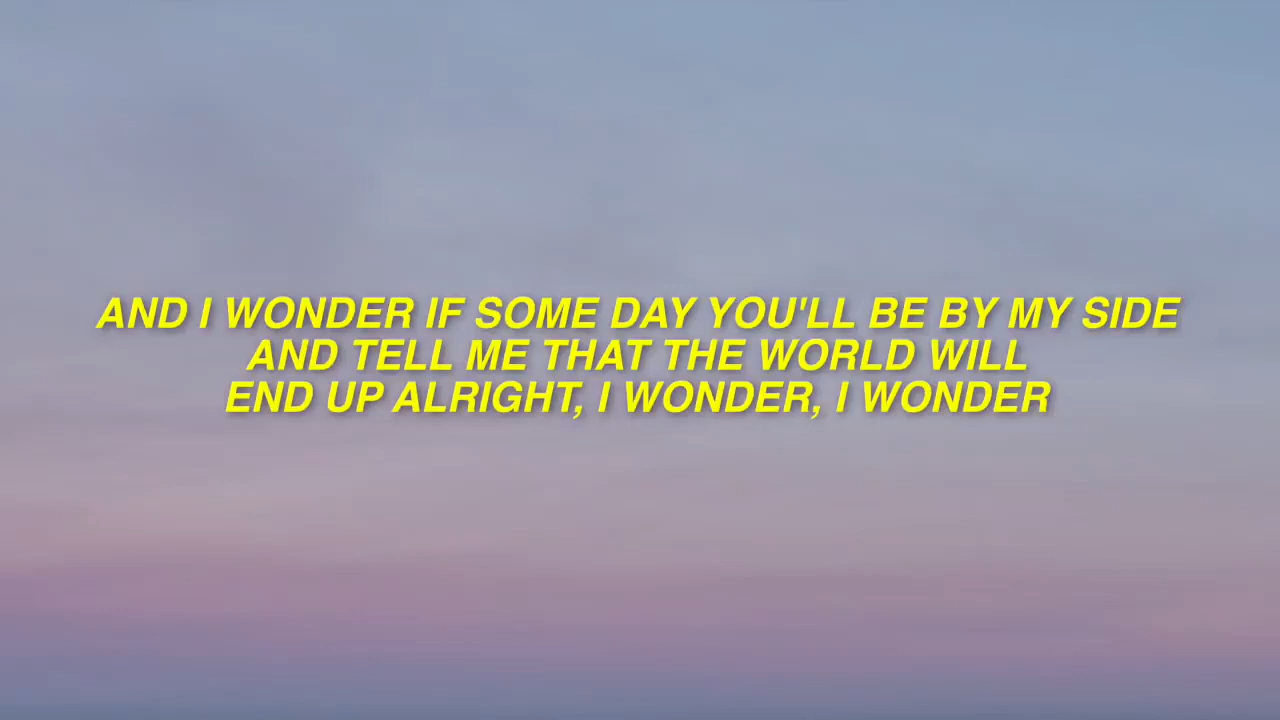 AND I WONDER IF SOME DAY YOU'LL BE BY MY SIDE
AND TELL ME THAT THE WORLD WILL
END UP ALRIGHT, I WONDER, I WONDER